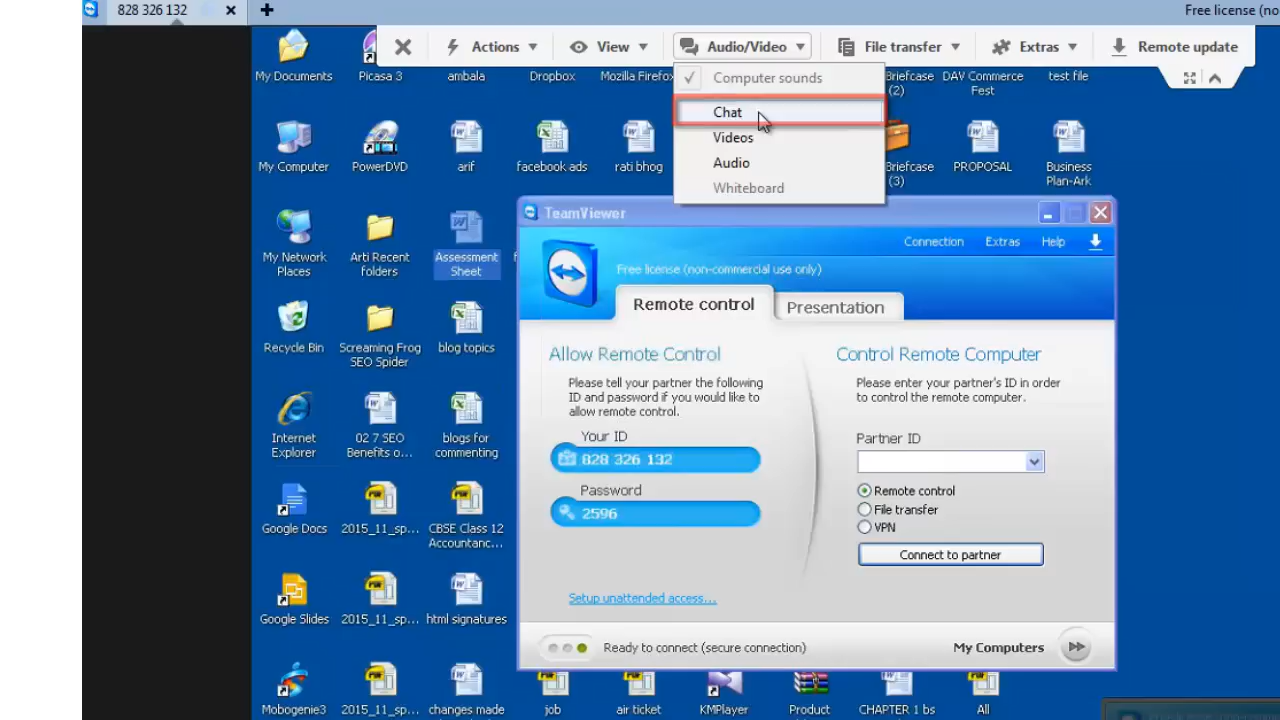 828 326 132
Free license (no
Actions
View
Audio/Video
File transfer
Extras
Remote update
Computer sounds
Chat
Videos
Audio
Whiteboard
My Documents
Picasa 3
ambala
Dropbox
Mozilla Firefox
Briefcase
(2)
DAV Commerce
Fest
test file
My Computer
PowerDVD
arif
facebook ads
rati bhog
Briefcase
(3)
PROPOSAL
Business
Plan-Ark
My Network
Places
Arti Recent
folders
Assessment
Sheet
Recycle Bin
Screaming Frog
SEO Spider
blog topics
Internet
Explorer
02 7 SEO
Benefits o...
blogs for
commenting
Google Docs
2015_11_sp...
CBSE Class 12
Accountanc...
Google Slides
2015_11_sp...
html signatures
Mobogenie3
2015_11_sp...
changes made
job
air ticket
KMPlayer
Product
CHAPTER 1 bs
All
TeamViewer
Connection
Extras
Help
Free license (non-commercial use only)
Remote control
Presentation
Allow Remote Control
Please tell your partner the following
ID and password if you would like to
allow remote control.
Your ID
828 326 132
Password
2596
Setup unattended access...
Control Remote Computer
Please enter your partner's ID in order
to control the remote computer.
Partner ID
Remote control
File transfer
VPN
Connect to partner
Ready to connect (secure connection)
My Computers